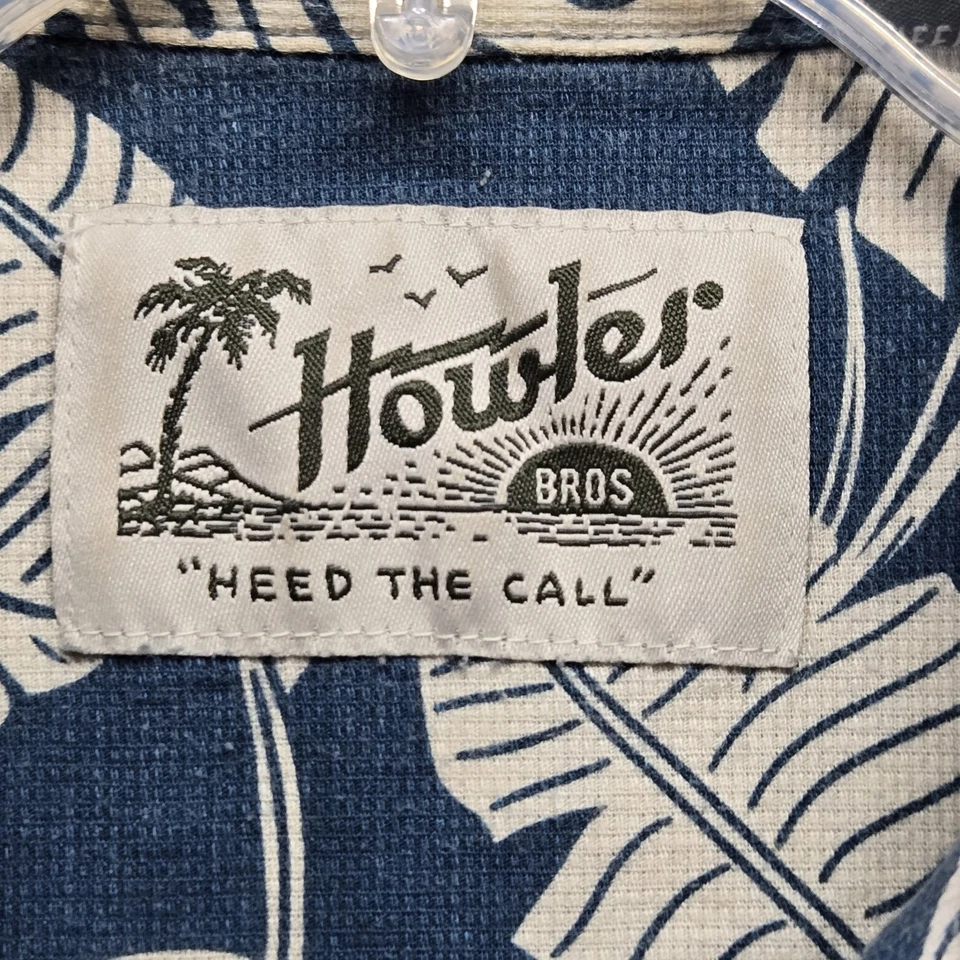 Howler
BROS
"HEED THE CALL"